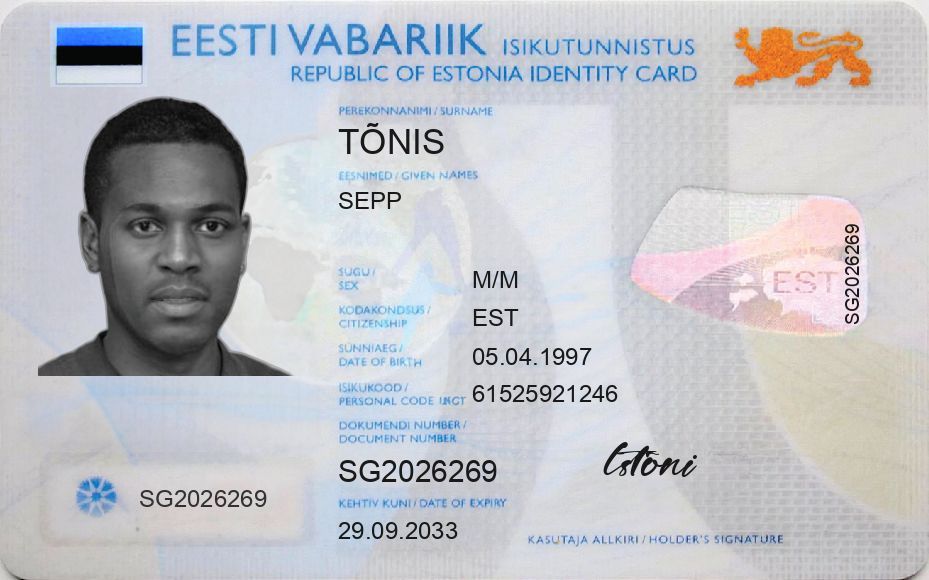 EESTI VABARIIK ISIKUTUNNISTUS
REPUBLIC OF ESTONIA IDENTITY CARD
PEREKONNANIMI / SURNAME
TÕNIS
EESNIMED / GIVEN NAMES
SEPP
SUGU /
SEX
M/M
KODAKONDSUS /
CITIZENSHIP
EST
SÜNNIAEG /
DATE OF BIRTH
05.04.1997
ISIKUKOOD /
PERSONAL CODE
61525921246
DOKUMENDI NUMBER /
DOCUMENT NUMBER
SG2026269
KEHTIV KUNI / DATE OF EXPIRY
29.09.2033
SG2026269
EST
SG2026269
KASUTAJA ALLKIRI / HOLDER'S SIGNATURE